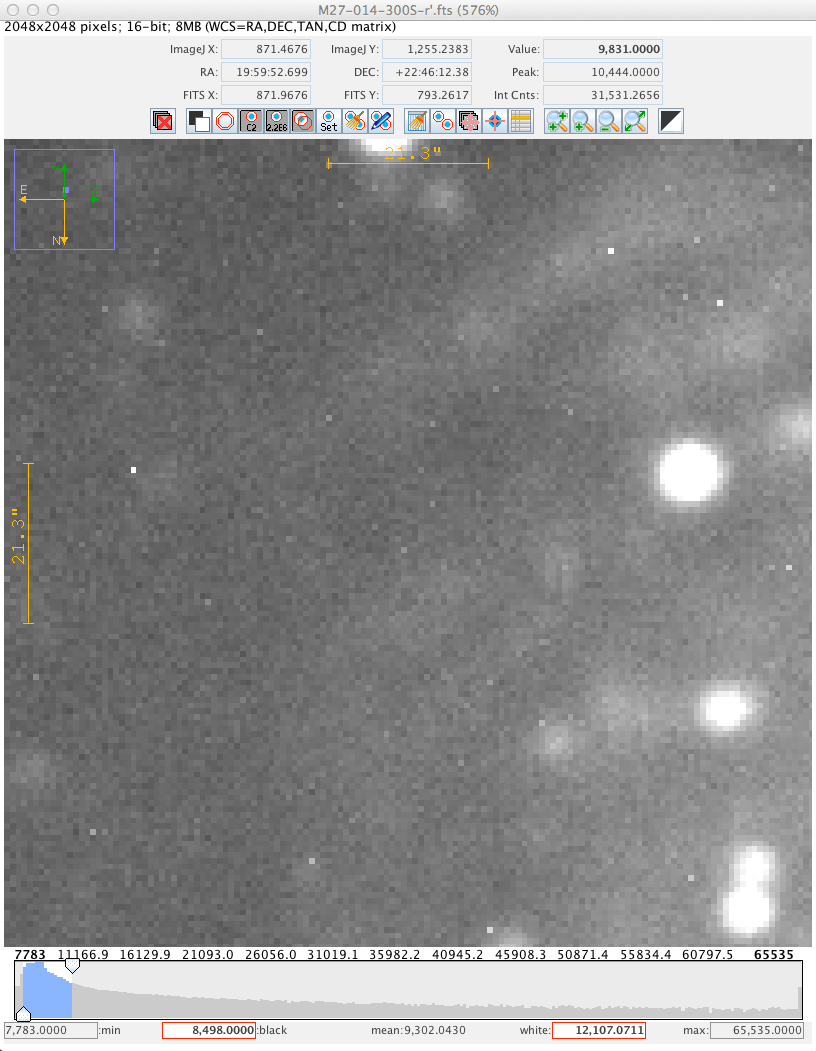 M27-014-300S-r'.fts (576%)
2048x2048 pixels; 16-bit; 8MB (WCS=RA,DEC,TAN,CD matrix)
ImageJ X: 871.4676 ImageJ Y: 1,255.2383 Value: 9,831.0000
RA: 19:59:52.699 DEC: +22:46:12.38 Peak: 10,444.0000
FITS X: 871.9676 FITS Y: 793.2617 Int Cnts: 31,531.2656
C2 2.2E6 Set
21.3"
E
N
21.3"
7783 11166.9 16129.9 21093.0 26056.0 31019.1 35982.2 40945.2 45908.3 50871.4 55834.4 60797.5 65535
7,783.0000 :min 8,498.0000 :black mean:9,302.0430 white: 12,107.0711 max: 65,535.0000